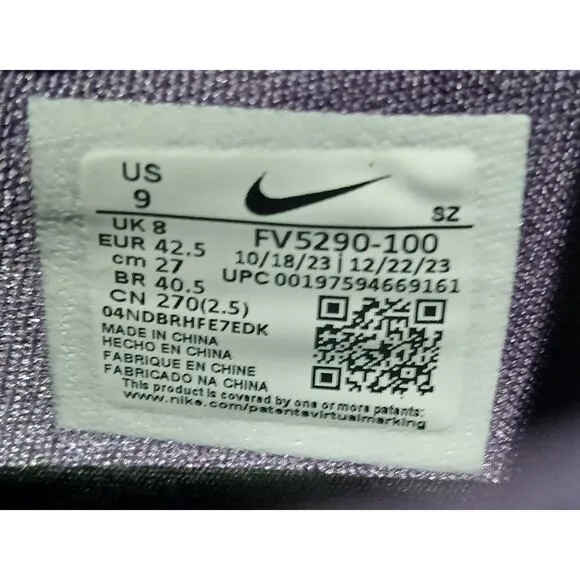 US
9
SZ
UK 8
EUR 42.5
cm 27
BR 40.5
CN 270(2.5)
FV5290-100
10/18/23 | 12/22/23
UPC 00197594669161
04NDBRHFE7EDK
MADE IN CHINA
HECHO EN CHINA
FABRIQUE EN CHINE
FABRICADO NA CHINA
This product is covered by one or more patents:
www.nike.com/patentsvirtualmarking